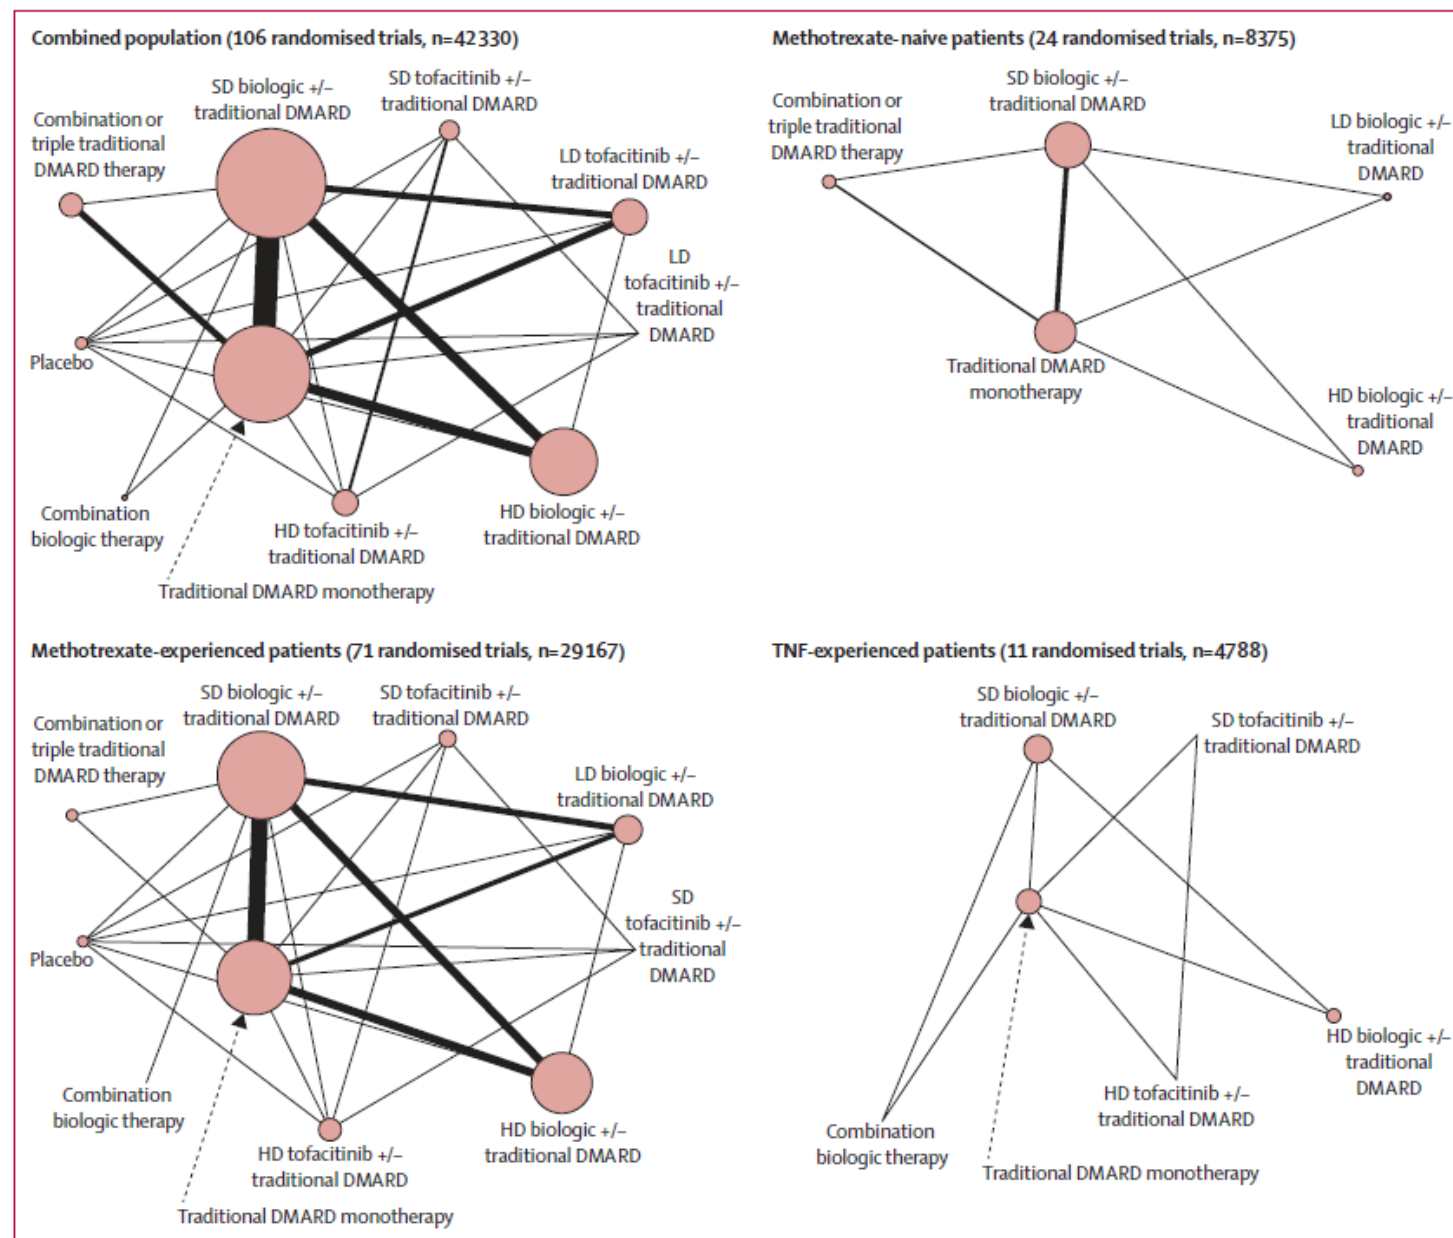 Combined population (106 randomised trials, n=42330)
SD biologic +/–
traditional DMARD
SD tofacitinib +/–
traditional DMARD
Combination or
triple traditional
DMARD therapy
LD tofacitinib +/–
traditional DMARD
LD
tofacitinib +/–
traditional
DMARD
Placebo
Combination
biologic therapy
HD tofacitinib +/–
traditional DMARD
HD biologic +/–
traditional DMARD
Traditional DMARD monotherapy
Methotrexate-naive patients (24 randomised trials, n=8375)
SD biologic +/–
traditional DMARD
Combination or
triple traditional
DMARD therapy
LD biologic +/–
traditional
DMARD
Traditional DMARD
monotherapy
HD biologic +/–
traditional
DMARD
Methotrexate-experienced patients (71 randomised trials, n=29167)
SD biologic +/–
traditional DMARD
SD tofacitinib +/–
traditional DMARD
Combination or
triple traditional
DMARD therapy
LD biologic +/–
traditional DMARD
SD
tofacitinib +/–
traditional
DMARD
Placebo
Combination
biologic therapy
HD tofacitinib +/–
traditional DMARD
HD biologic +/–
traditional DMARD
Traditional DMARD monotherapy
TNF-experienced patients (11 randomised trials, n=4788)
SD biologic +/–
traditional DMARD
SD tofacitinib +/–
traditional DMARD
HD biologic +/–
traditional
DMARD
HD tofacitinib +/–
traditional DMARD
Combination
biologic therapy
Traditional DMARD monotherapy